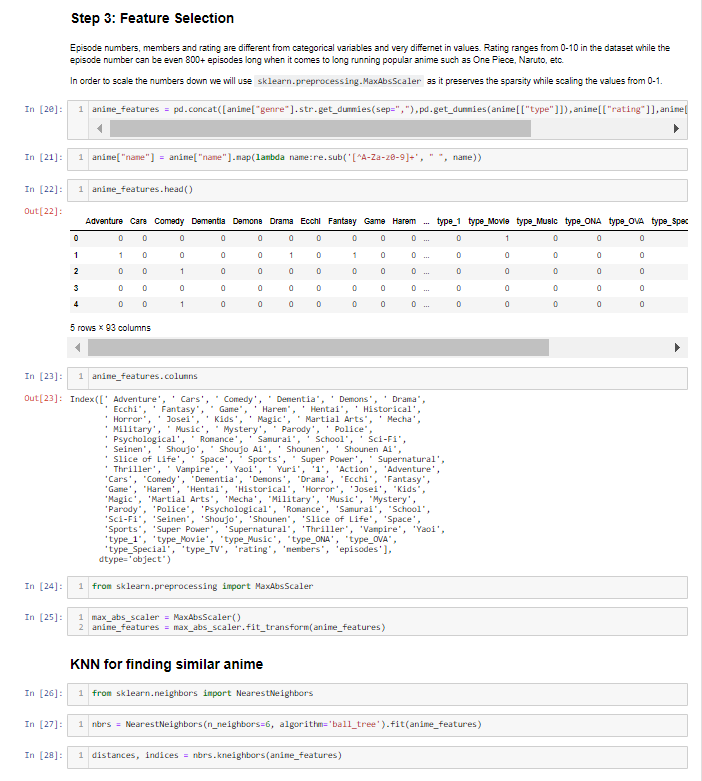 Step 3: Feature Selection
Episode numbers, members and rating are different from categorical variables and very differnet in values. Rating ranges from 0-10 in the dataset while the
episode number can be even 800+ episodes long when it comes to long running popular anime such as One Piece, Naruto, etc.
In order to scale the numbers down we will use sklearn.preprocessing.MaxAbsScaler as it preserves the sparsity while scaling the values from 0-1.
In [20]: 1 anime_features = pd.concat([anime["genre"].str.get_dummies(sep=","),pd.get_dummies(anime[["type"]]),anime[["rating"]],anime[
In [21]: 1 anime["name"] = anime["name"].map(lambda name:re.sub('[^A-Za-z0-9]+', " ", name))
In [22]: 1 anime_features.head()
Out[22]:
Adventure Cars Comedy Dementia Demons Drama Ecchi Fantasy Game Harem ... type_1 type_Movie type_Music type_ONA type_OVA type_Spec
0 0 0 0 0 0 0 0 0 0 0 ... 0 1 0 0 0
1 1 0 0 0 0 1 0 1 0 0 ... 0 0 0 0 0
2 0 0 1 0 0 0 0 0 0 0 ... 0 0 0 0 0
3 0 0 0 0 0 0 0 0 0 0 ... 0 0 0 0 0
4 0 0 1 0 0 0 0 0 0 0 ... 0 0 0 0 0
5 rows × 93 columns
In [23]: 1 anime_features.columns
Out[23]: Index([' Adventure', ' Cars', ' Comedy', ' Dementia', ' Demons', ' Drama',
' Ecchi', ' Fantasy', ' Game', ' Harem', ' Hentai', ' Historical',
' Horror', ' Josei', ' Kids', ' Magic', ' Martial Arts', ' Mecha',
' Military', ' Music', ' Mystery', ' Parody', ' Police',
' Psychological', ' Romance', ' Samurai', ' School', ' Sci-Fi',
' Seinen', ' Shoujo', ' Shoujo Ai', ' Shounen', ' Shounen Ai',
' Slice of Life', ' Space', ' Sports', ' Super Power', ' Supernatural',
' Thriller', ' Vampire', ' Yaoi', ' Yuri', '1', 'Action', 'Adventure',
'Cars', 'Comedy', 'Dementia', 'Demons', 'Drama', 'Ecchi', 'Fantasy',
'Game', 'Harem', 'Hentai', 'Historical', 'Horror', 'Josei', 'Kids',
'Magic', 'Martial Arts', 'Mecha', 'Military', 'Music', 'Mystery',
'Parody', 'Police', 'Psychological', 'Romance', 'Samurai', 'School',
'Sci-Fi', 'Seinen', 'Shoujo', 'Shounen', 'Slice of Life', 'Space',
'Sports', 'Super Power', 'Supernatural', 'Thriller', 'Vampire', 'Yaoi',
'type_1', 'type_Movie', 'type_Music', 'type_ONA', 'type_OVA',
'type_Special', 'type_TV', 'rating', 'members', 'episodes'],
dtype='object')
In [24]: 1 from sklearn.preprocessing import MaxAbsScaler
In [25]: 1 max_abs_scaler = MaxAbsScaler()
2 anime_features = max_abs_scaler.fit_transform(anime_features)
KNN for finding similar anime
In [26]: 1 from sklearn.neighbors import NearestNeighbors
In [27]: 1 nbrs = NearestNeighbors(n_neighbors=6, algorithm='ball_tree').fit(anime_features)
In [28]: 1 distances, indices = nbrs.kneighbors(anime_features)